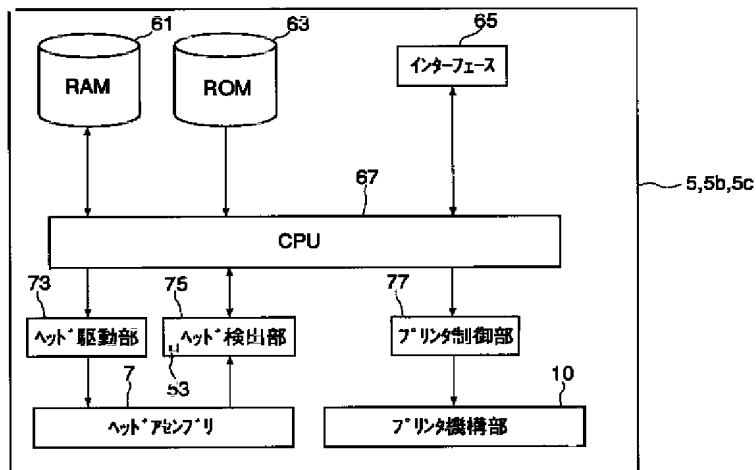 61
63
65
RAM
ROM
インターフェース
5,5b,5c
67
CPU
73
75
77
ヘッド駆動部
ヘッド検出部
プリンタ制御部
53
7
10
ヘッドアセンブリ
プリンタ機構部